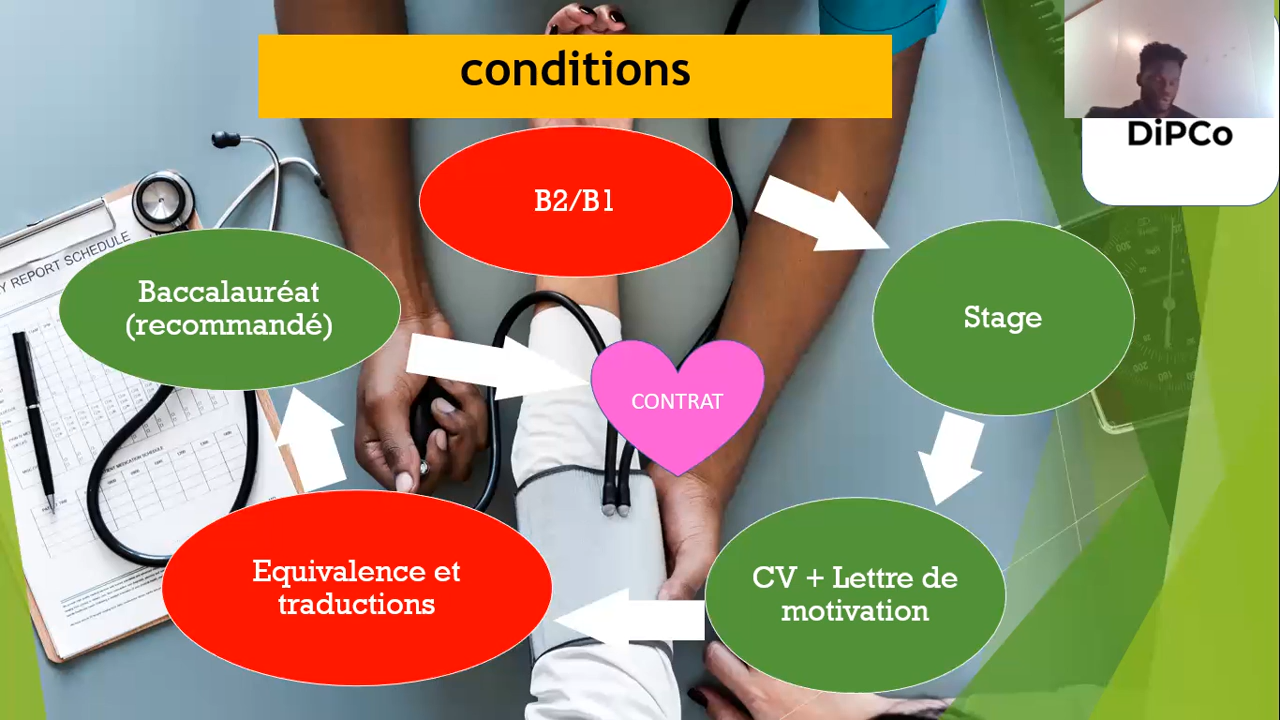 conditions
DiPCo
B2/B1
Stage
Baccalauréat
(recommandé)
CONTRAT
Equivalence et
traductions
CV + Lettre de
motivation
Y REPORT SCHEDULE